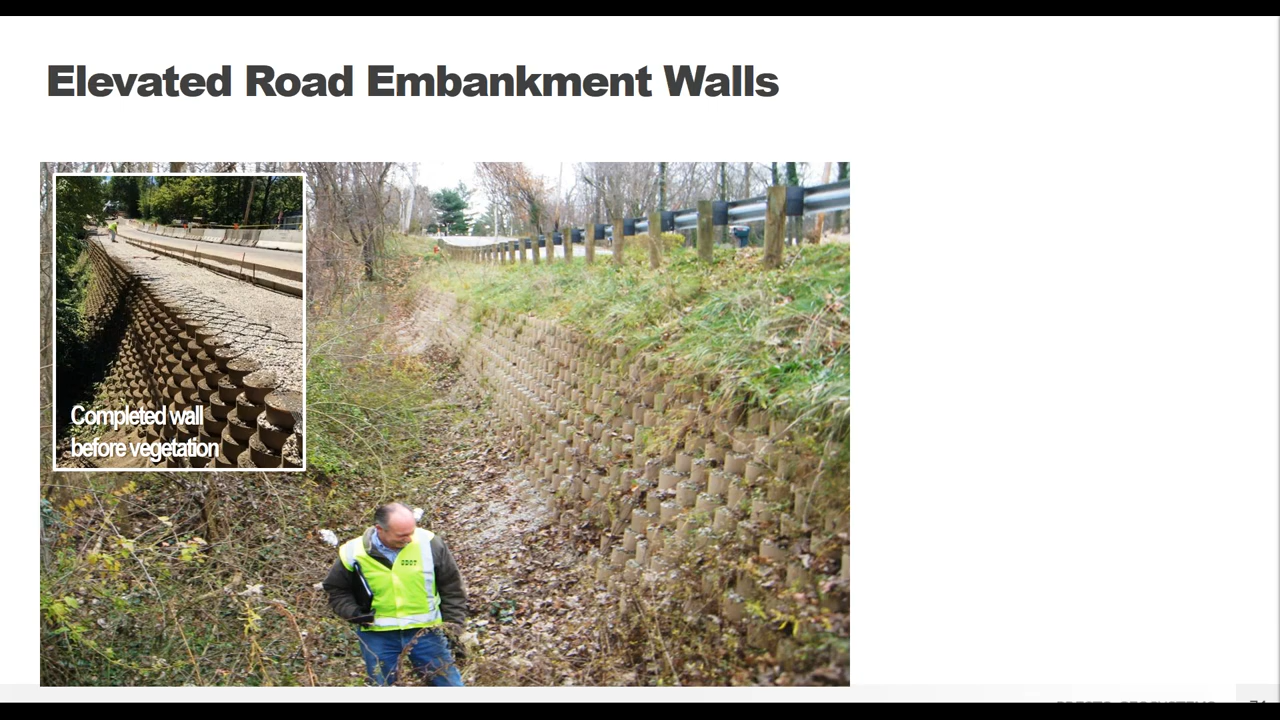 Elevated Road Embankment Walls
Completed wall
before vegetation